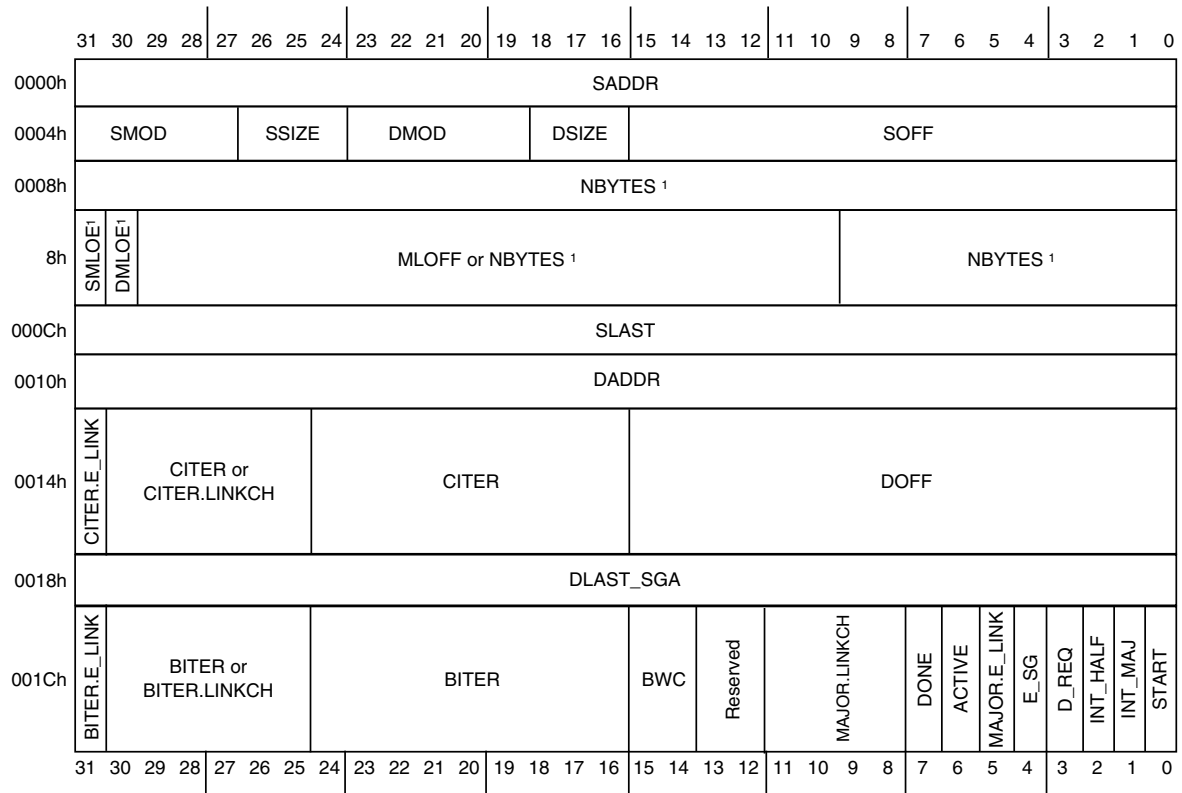 31 30 29 28 27 26 25 24 23 22 21 20 19 18 17 16 15 14 13 12 11 10 9 8 7 6 5 4 3 2 1 0
0000h SADDR
0004h SMOD SSIZE DMOD DSIZE SOFF
0008h NBYTES 1
8h SMLOE1 DMLOE1 MLOFF or NBYTES 1 NBYTES 1
000Ch SLAST
0010h DADDR
0014h CITER.E_LINK CITER or
CITER.LINKCH CITER DOFF
0018h DLAST_SGA
001Ch BITER.E_LINK BITER or
BITER.LINKCH BITER BWC Reserved MAJOR.LINKCH DONE ACTIVE MAJOR.E_LINK E_SG D_REQ INT_HALF INT_MAJ START
31 30 29 28 27 26 25 24 23 22 21 20 19 18 17 16 15 14 13 12 11 10 9 8 7 6 5 4 3 2 1 0